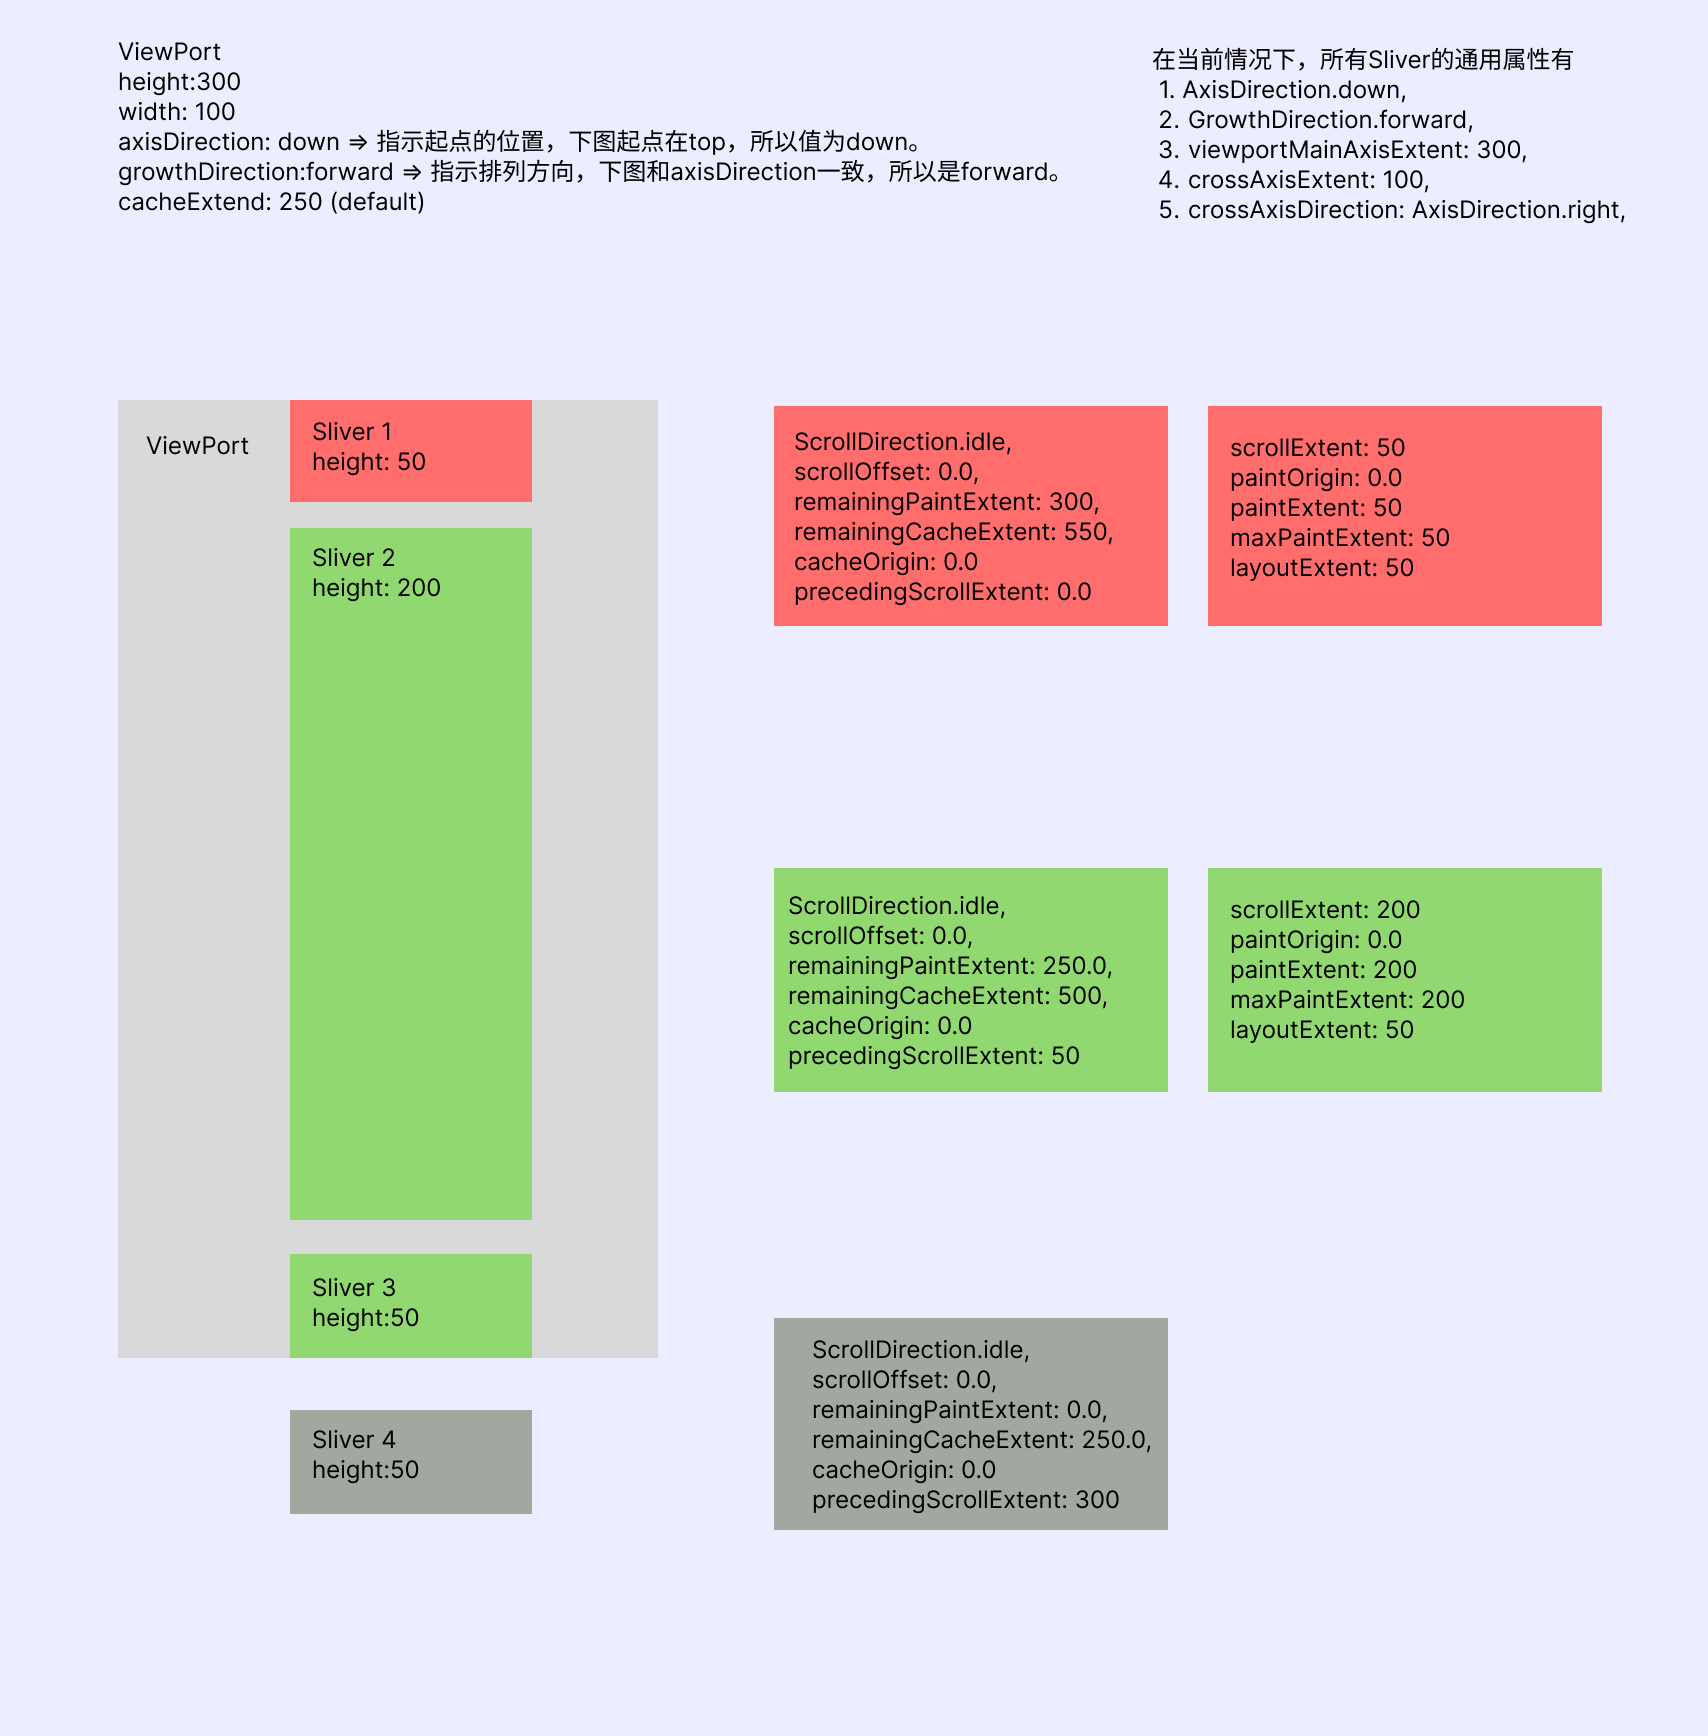 ViewPort
height:300
width: 100
axisDirection: down ⇒ 指示起点的位置，下图起点在top，所以值为down。
growthDirection:forward ⇒ 指示排列方向，下图和axisDirection一致，所以是forward。
cacheExtend: 250 (default)
在当前情况下，所有Sliver的通用属性有
1. AxisDirection.down,
2. GrowthDirection.forward,
3. viewportMainAxisExtent: 300,
4. crossAxisExtent: 100,
5. crossAxisDirection: AxisDirection.right,
ViewPort
Sliver 1
height: 50
ScrollDirection.idle,
scrollOffset: 0.0,
remainingPaintExtent: 300,
remainingCacheExtent: 550,
cacheOrigin: 0.0
precedingScrollExtent: 0.0
scrollExtent: 50
paintOrigin: 0.0
paintExtent: 50
maxPaintExtent: 50
layoutExtent: 50
Sliver 2
height: 200
ScrollDirection.idle,
scrollOffset: 0.0,
remainingPaintExtent: 250.0,
remainingCacheExtent: 500,
cacheOrigin: 0.0
precedingScrollExtent: 50
scrollExtent: 200
paintOrigin: 0.0
paintExtent: 200
maxPaintExtent: 200
layoutExtent: 50
Sliver 3
height:50
Sliver 4
height:50
ScrollDirection.idle,
scrollOffset: 0.0,
remainingPaintExtent: 0.0,
remainingCacheExtent: 250.0,
cacheOrigin: 0.0
precedingScrollExtent: 300